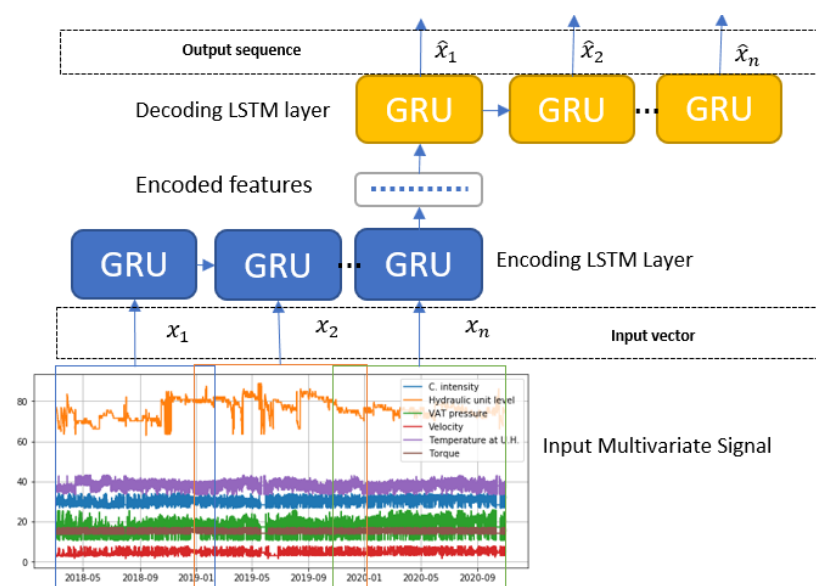 Output sequence
x̂₁
x̂₂
x̂ₙ
Decoding LSTM layer
GRU
GRU
...
GRU
Encoded features
GRU
GRU
...
GRU
Encoding LSTM Layer
x₁
x₂
xₙ
Input vector
C. intensity
Hydraulic unit level
VAT pressure
Velocity
Temperature at U.H.
Torque
Input Multivariate Signal
80
60
40
20
0
2018-05
2018-09
2019-01
2019-05
2019-09
2020-01
2020-05
2020-09